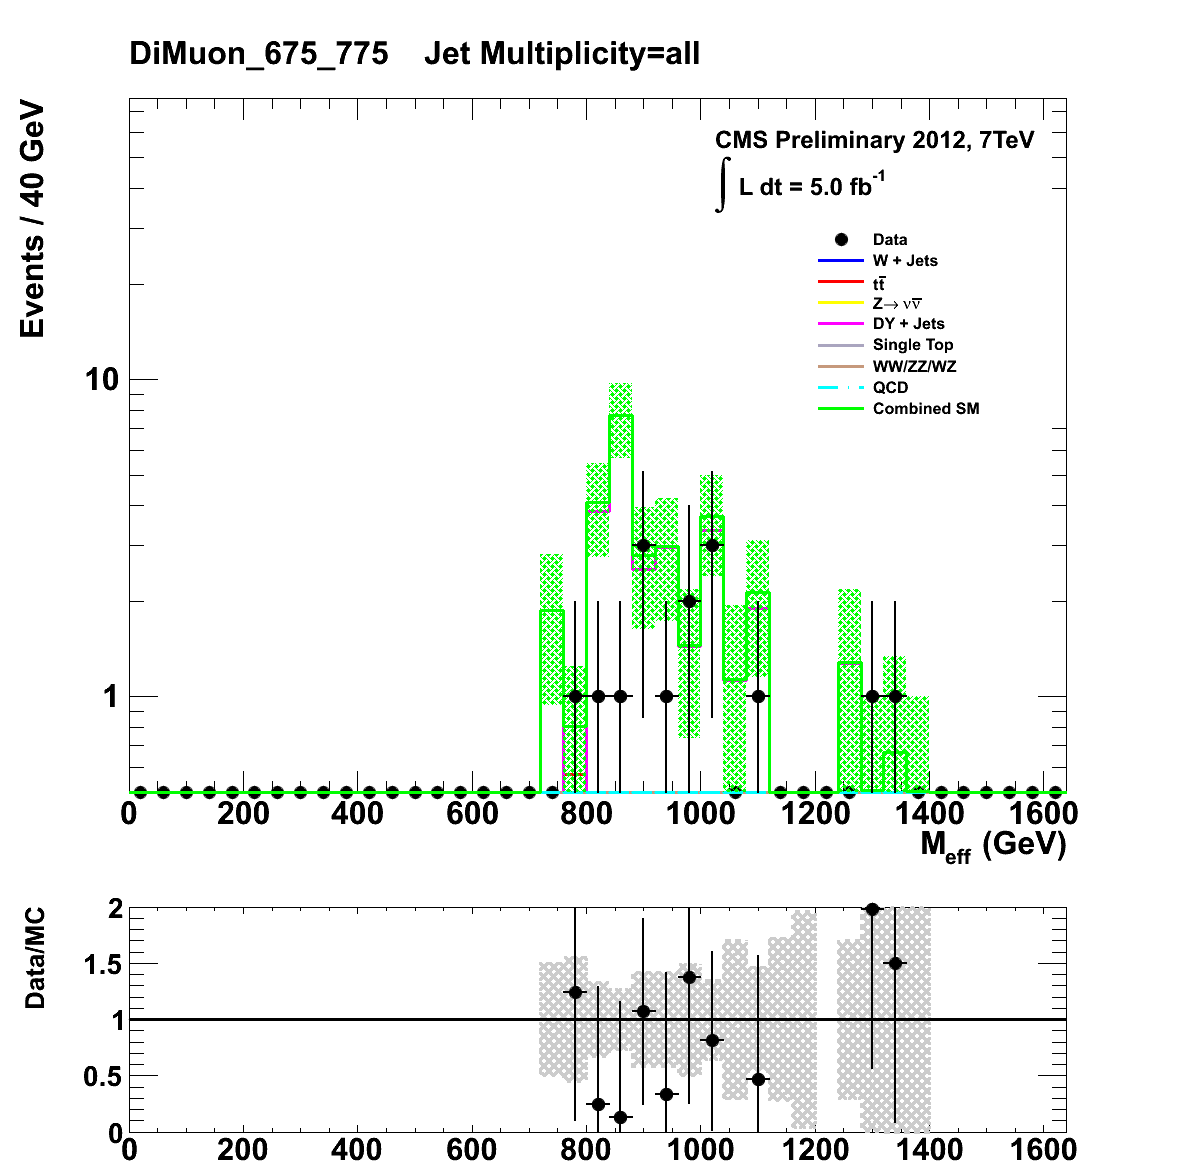 DiMuon_675_775 Jet Multiplicity=all
Events / 40 GeV
CMS Preliminary 2012, 7TeV
∫ L dt = 5.0 fb⁻¹
Data
W + Jets
tt̅
Z→ νν̅
DY + Jets
Single Top
WW/ZZ/WZ
QCD
Combined SM
10
1
0 200 400 600 800 1000 1200 1400 1600
M_eff (GeV)
Data/MC
2
1.5
1
0.5
0
0 200 400 600 800 1000 1200 1400 1600